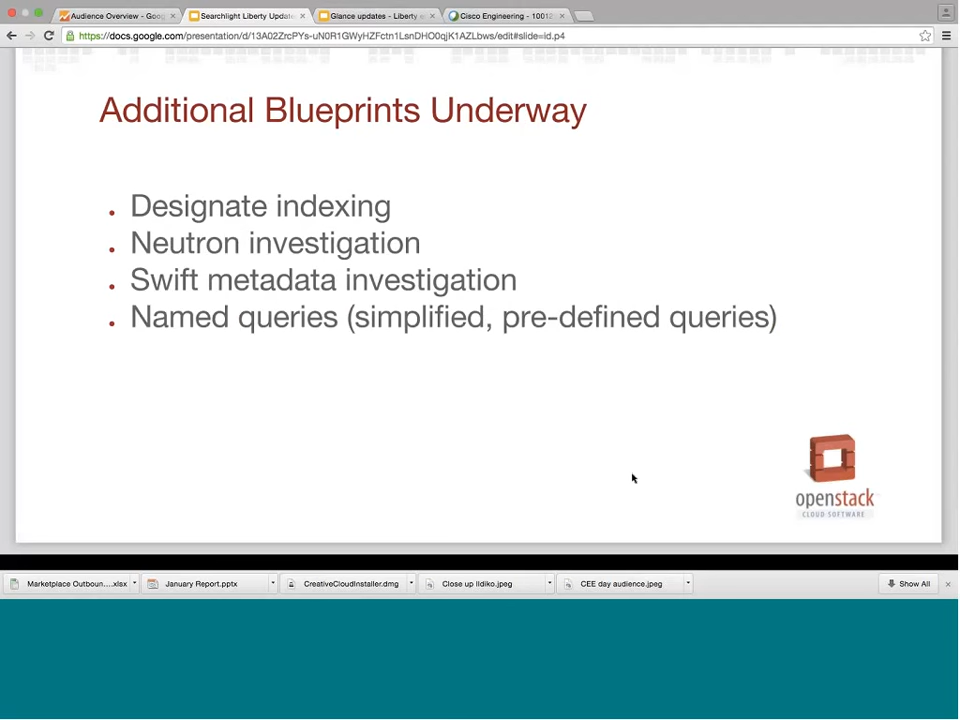 Audience Overview - Goog
Searchlight Liberty Update
Glance updates - Liberty
Cisco Engineering - 10012
https://docs.google.com/presentation/d/13A02ZrcPYs-uN0R1GWyHZFctn1LsnDHO0qjK1AZLbws/edit#slide=id.p4
Additional Blueprints Underway
Designate indexing
Neutron investigation
Swift metadata investigation
Named queries (simplified, pre-defined queries)
openstack
CLOUD SOFTWARE
Marketplace Outboun....xlsx
January Report.pptx
CreativeCloudInstaller.dmg
Close up Ildiko.jpeg
CEE day audience.jpeg
Show All